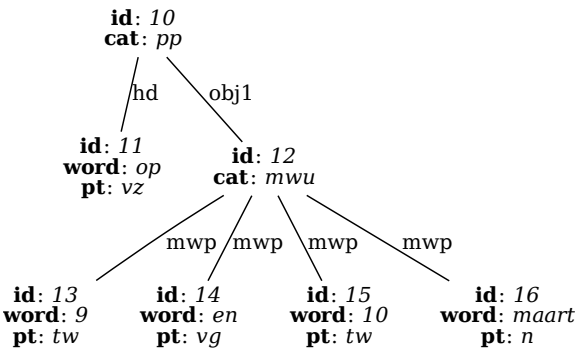 id: 10
cat: pp
hd
obj1
id: 11
word: op
pt: vz
id: 12
cat: mwu
mwp
mwp
mwp
mwp
id: 13
word: 9
pt: tw
id: 14
word: en
pt: vg
id: 15
word: 10
pt: tw
id: 16
word: maart
pt: n